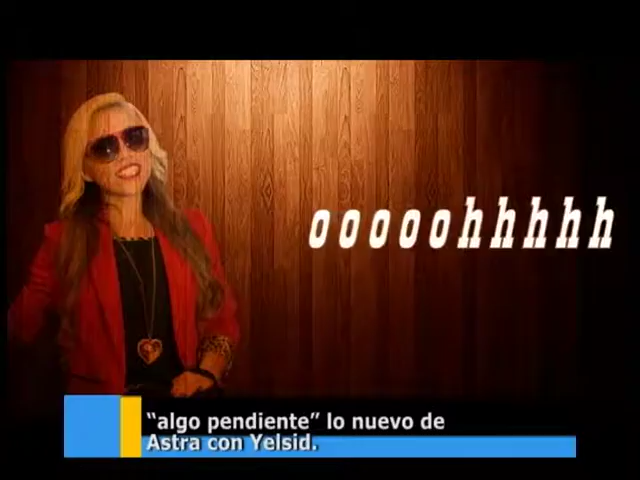 ooooohhhhh
“algo pendiente” lo nuevo de
Astra con Yelsid.